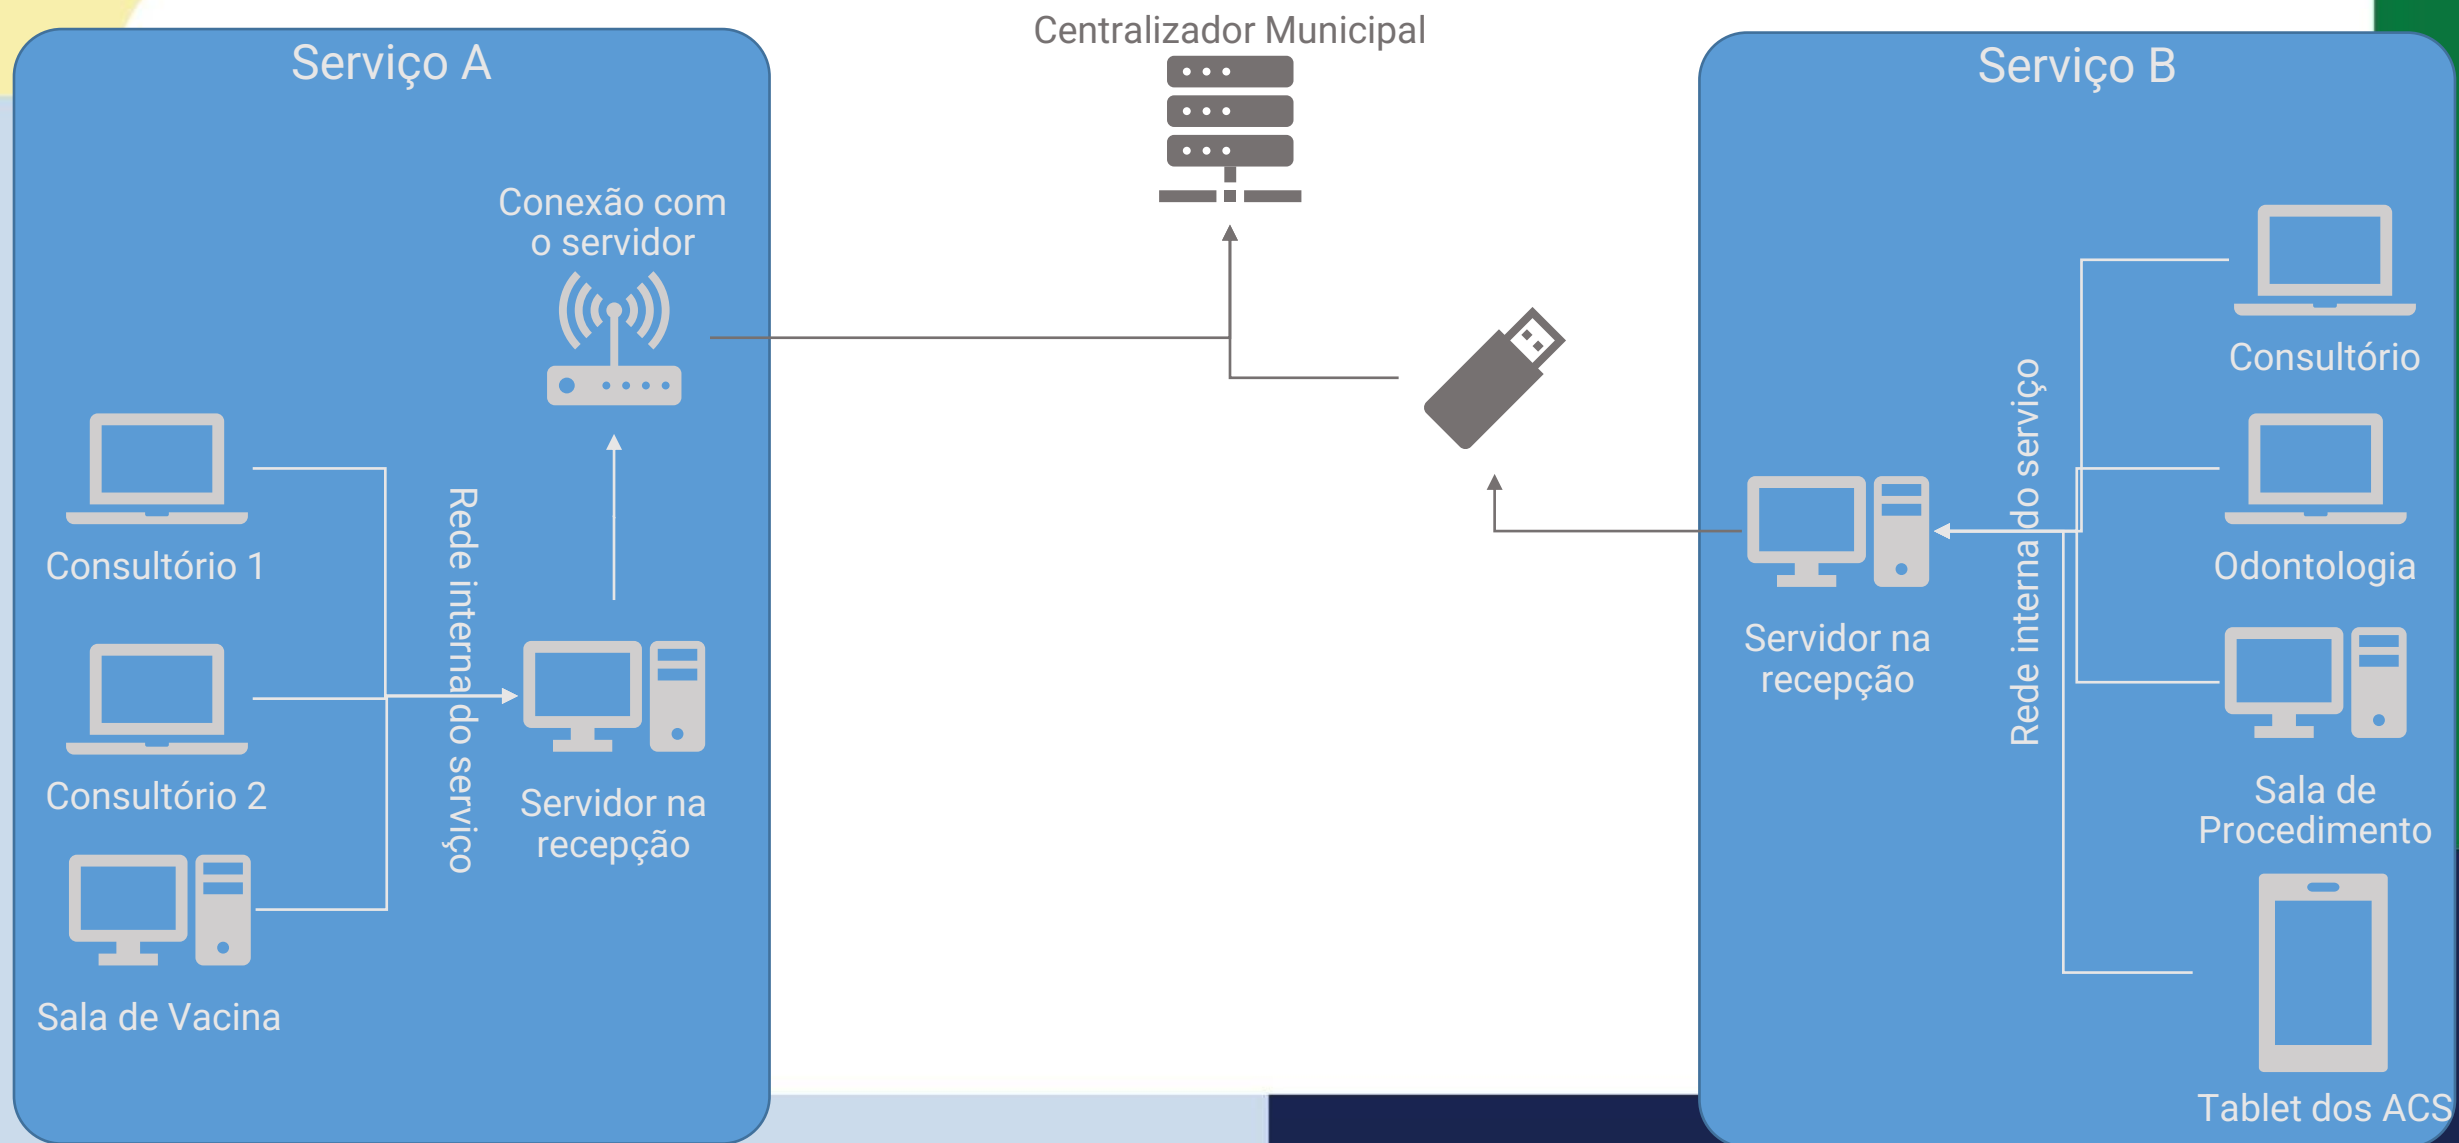 Centralizador Municipal
Serviço A
Conexão com
o servidor
Consultório 1
Consultório 2
Sala de Vacina
Rede interna do serviço
Servidor na
recepção
Serviço B
Consultório
Odontologia
Sala de
Procedimento
Tablet dos ACS
Rede interna do serviço
Servidor na
recepção